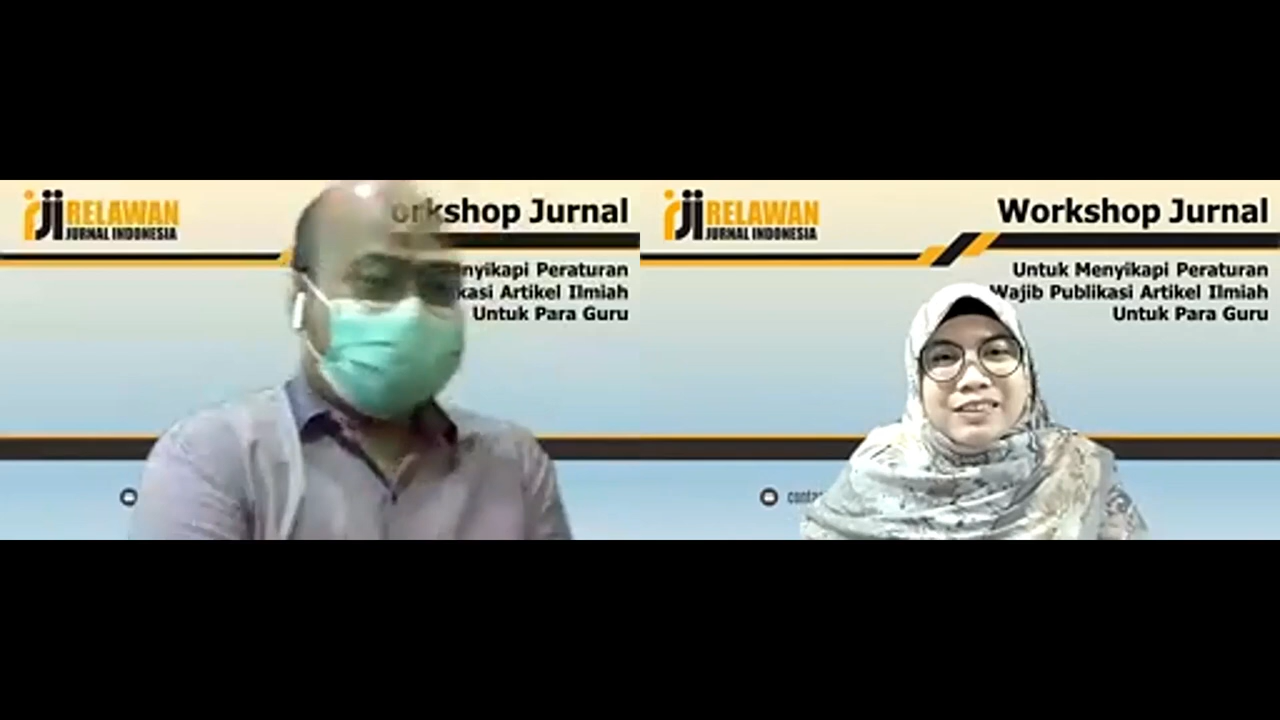 RELAWAN
JURNAL INDONESIA
orkshop Jurnal
nyikapi Peraturan
kasi Artikel Ilmiah
Untuk Para Guru
RELAWAN
JURNAL INDONESIA
Workshop Jurnal
Untuk Menyikapi Peraturan
Wajib Publikasi Artikel Ilmiah
Untuk Para Guru